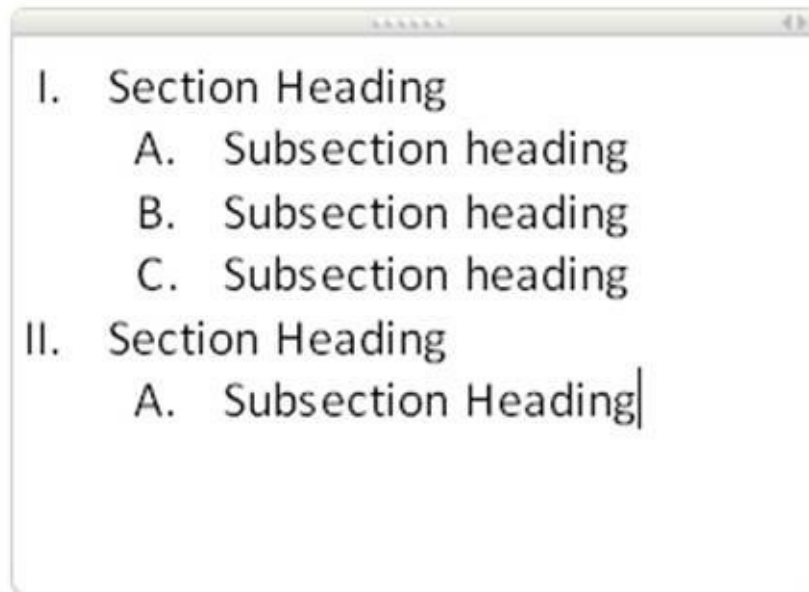 I. Section Heading
A. Subsection heading
B. Subsection heading
C. Subsection heading
II. Section Heading
A. Subsection Heading